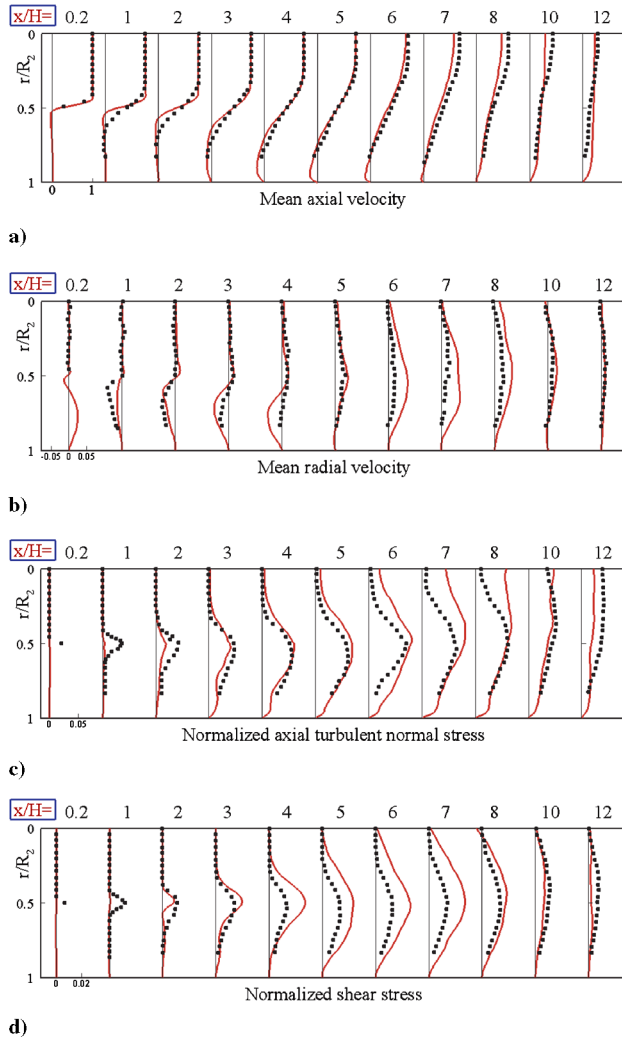 x/H= 0.2 1 2 3 4 5 6 7 8 10 12
0
r/R2
0.5
1
0 1
Mean axial velocity
a)
x/H= 0.2 1 2 3 4 5 6 7 8 10 12
0
r/R2
0.5
1
-0.05 0 0.05
Mean radial velocity
b)
x/H= 0.2 1 2 3 4 5 6 7 8 10 12
0
r/R2
0.5
1
0 0.05
Normalized axial turbulent normal stress
c)
x/H= 0.2 1 2 3 4 5 6 7 8 10 12
0
r/R2
0.5
1
0 0.02
Normalized shear stress
d)